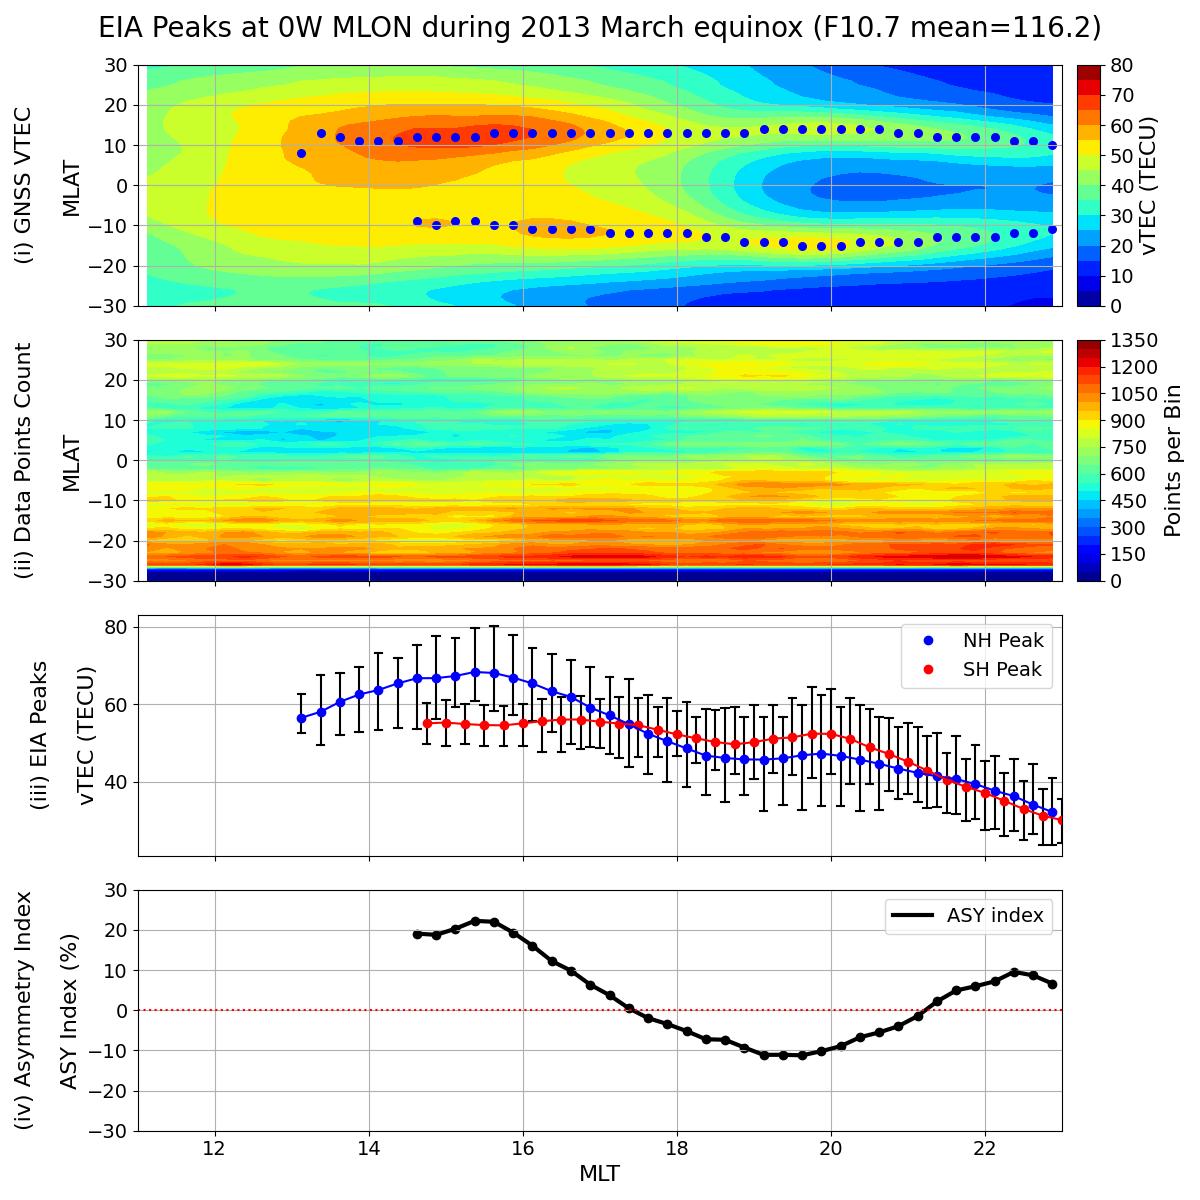 EIA Peaks at 0W MLON during 2013 March equinox (F10.7 mean=116.2)
(i) GNSS VTEC
MLAT
30
20
10
0
−10
−20
−30
80
70
60
50
40
30
20
10
0
vTEC (TECU)
(ii) Data Points Count
MLAT
30
20
10
0
−10
−20
−30
1350
1200
1050
900
750
600
450
300
150
0
Points per Bin
(iii) EIA Peaks
vTEC (TECU)
80
60
40
NH Peak
SH Peak
(iv) Asymmetry Index
ASY Index (%)
30
20
10
0
−10
−20
−30
ASY index
12 14 16 18 20 22
MLT